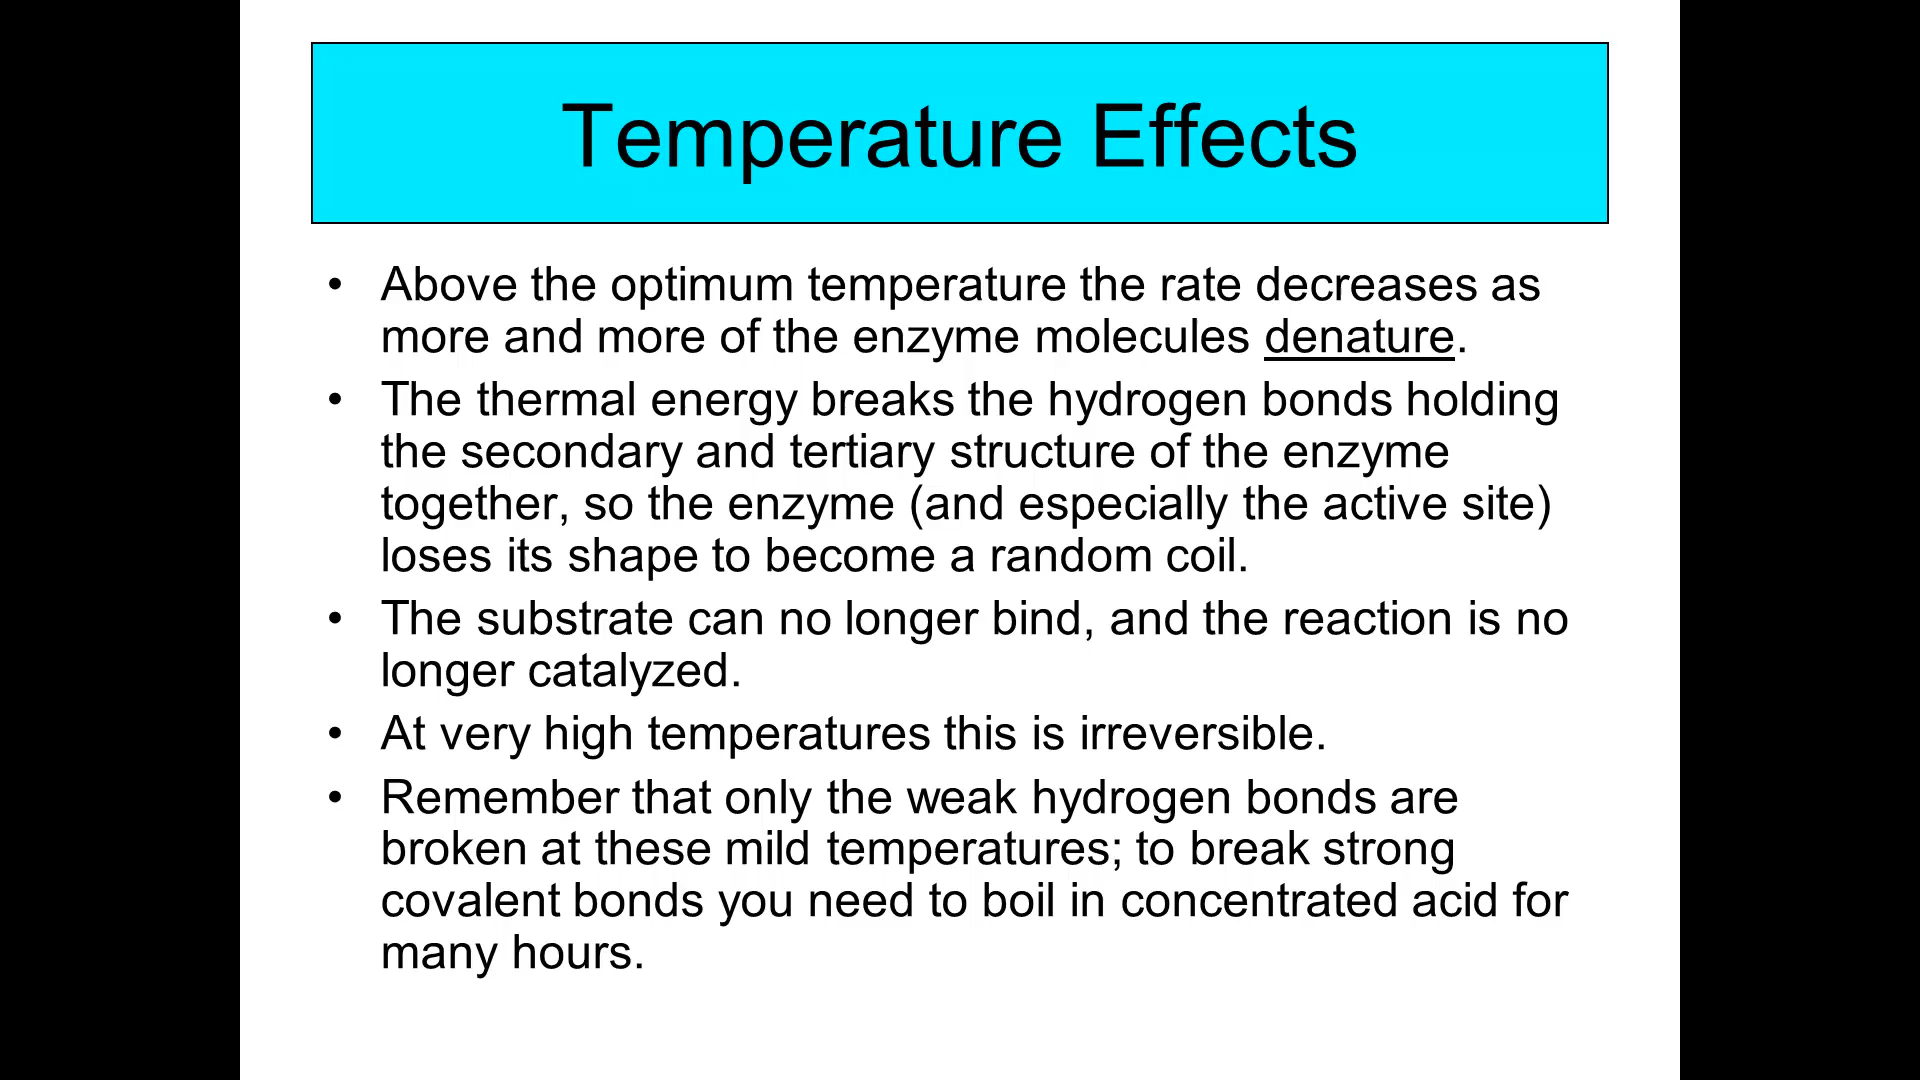 Temperature Effects
• Above the optimum temperature the rate decreases as
more and more of the enzyme molecules denature.
• The thermal energy breaks the hydrogen bonds holding
the secondary and tertiary structure of the enzyme
together, so the enzyme (and especially the active site)
loses its shape to become a random coil.
• The substrate can no longer bind, and the reaction is no
longer catalyzed.
• At very high temperatures this is irreversible.
• Remember that only the weak hydrogen bonds are
broken at these mild temperatures; to break strong
covalent bonds you need to boil in concentrated acid for
many hours.